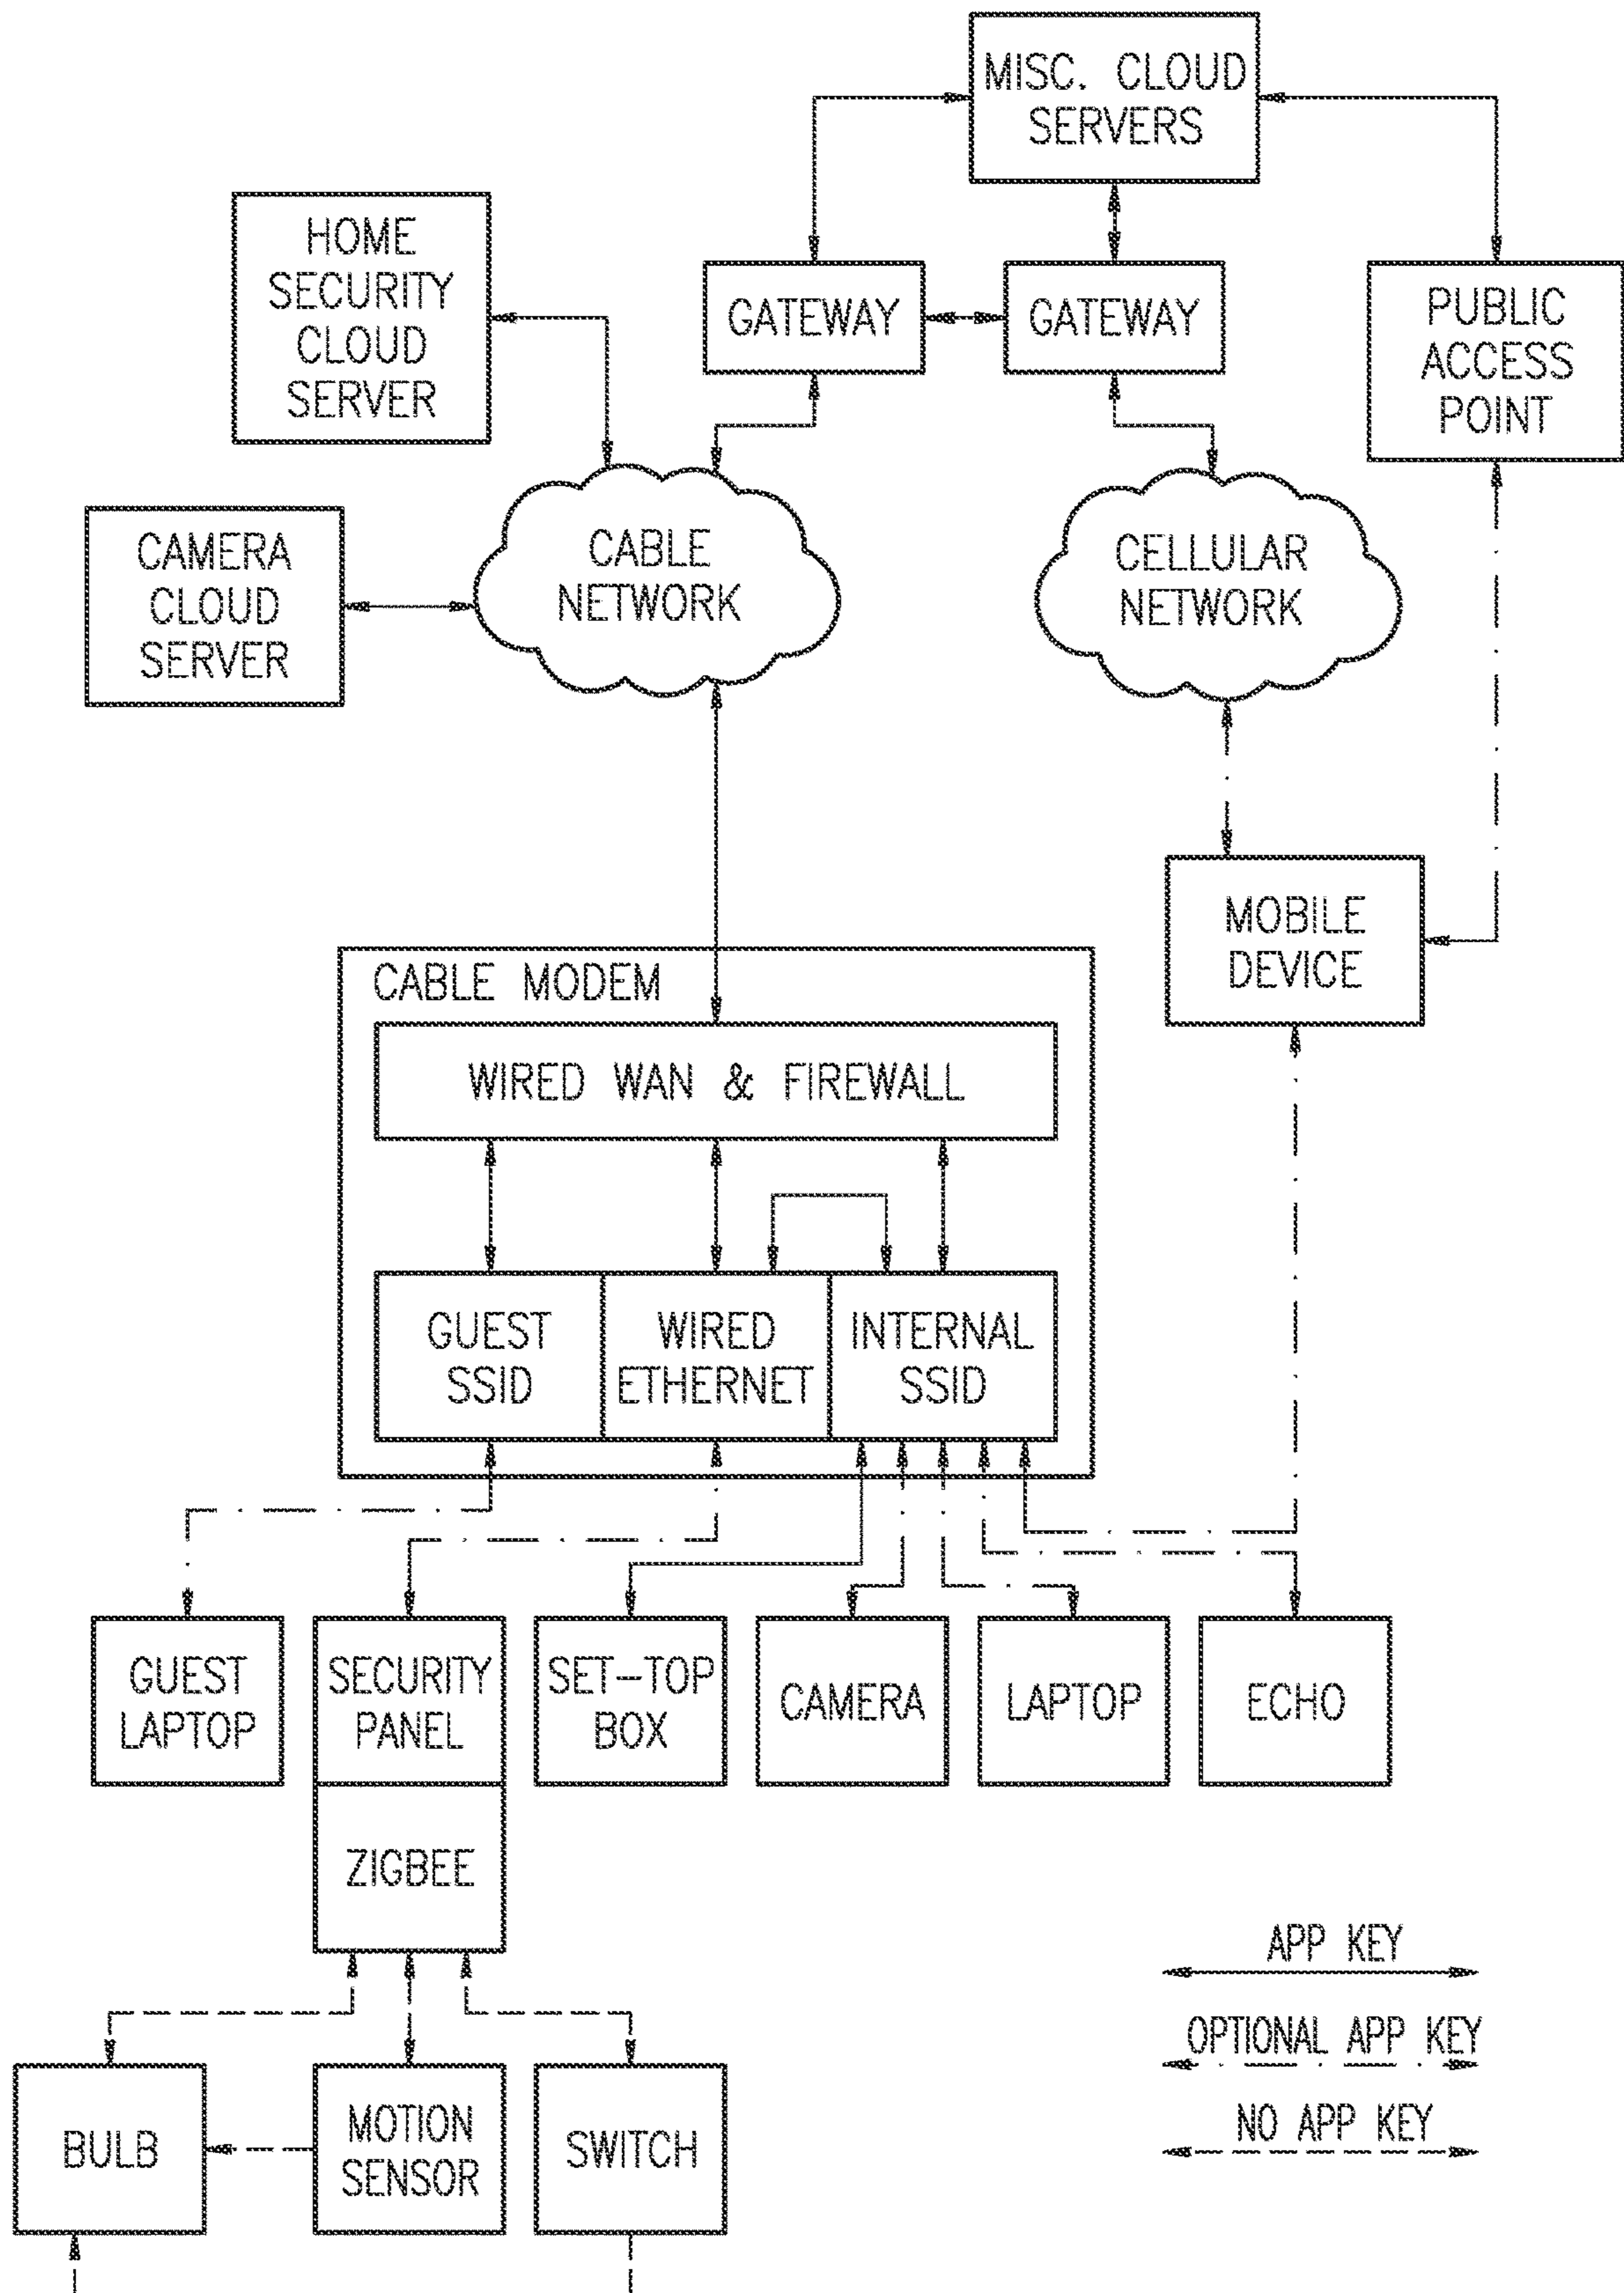 MISC. CLOUD
SERVERS
HOME
SECURITY
CLOUD
SERVER
GATEWAY
GATEWAY
PUBLIC
ACCESS
POINT
CAMERA
CLOUD
SERVER
CABLE
NETWORK
CELLULAR
NETWORK
MOBILE
DEVICE
CABLE MODEM
WIRED WAN & FIREWALL
GUEST
SSID
WIRED
ETHERNET
INTERNAL
SSID
GUEST
LAPTOP
SECURITY
PANEL
SET-TOP
BOX
CAMERA
LAPTOP
ECHO
ZIGBEE
APP KEY
OPTIONAL APP KEY
NO APP KEY
BULB
MOTION
SENSOR
SWITCH